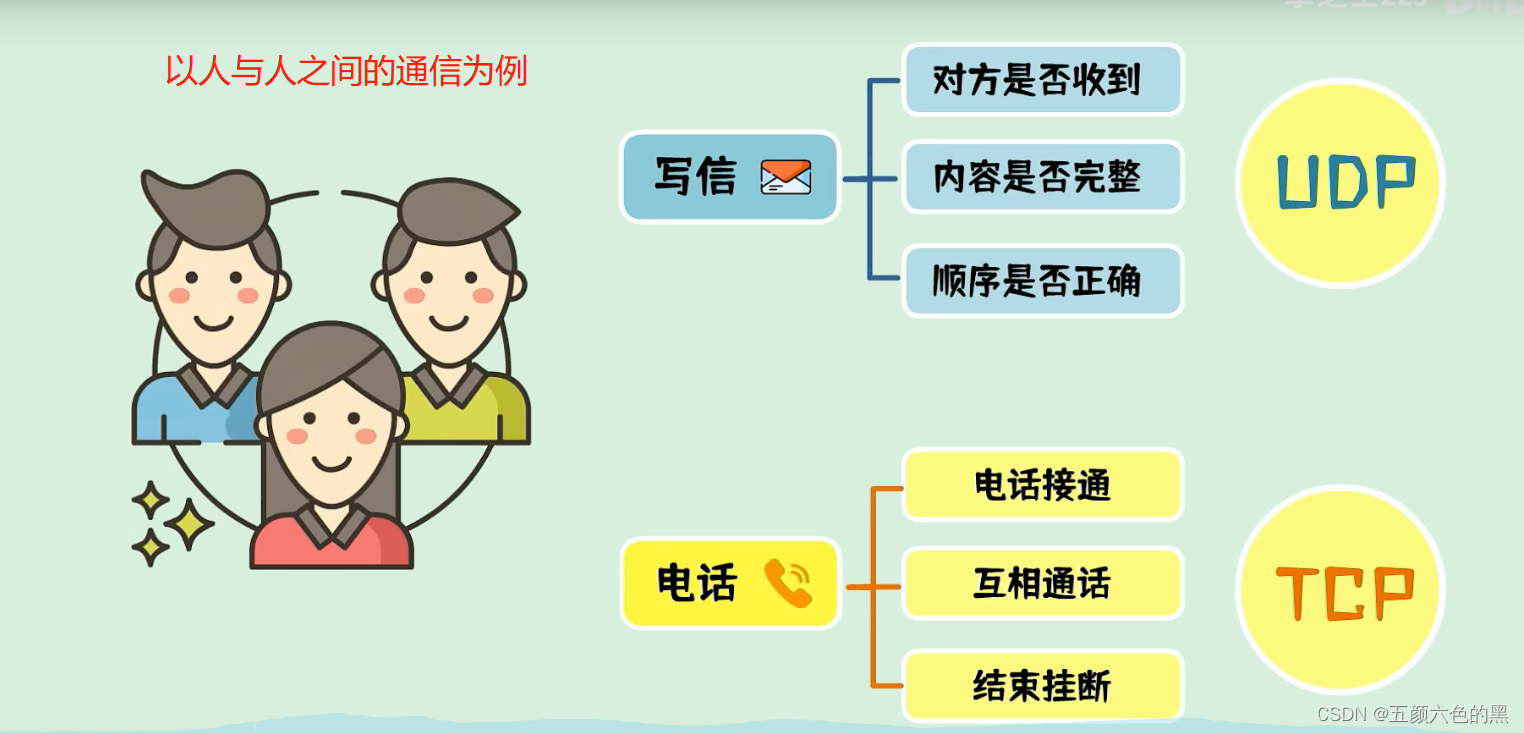 以人与人之间的通信为例
写信
对方是否收到
内容是否完整
顺序是否正确
UDP
电话
电话接通
互相通话
结束挂断
TCP
CSDN @五颜六色的黑